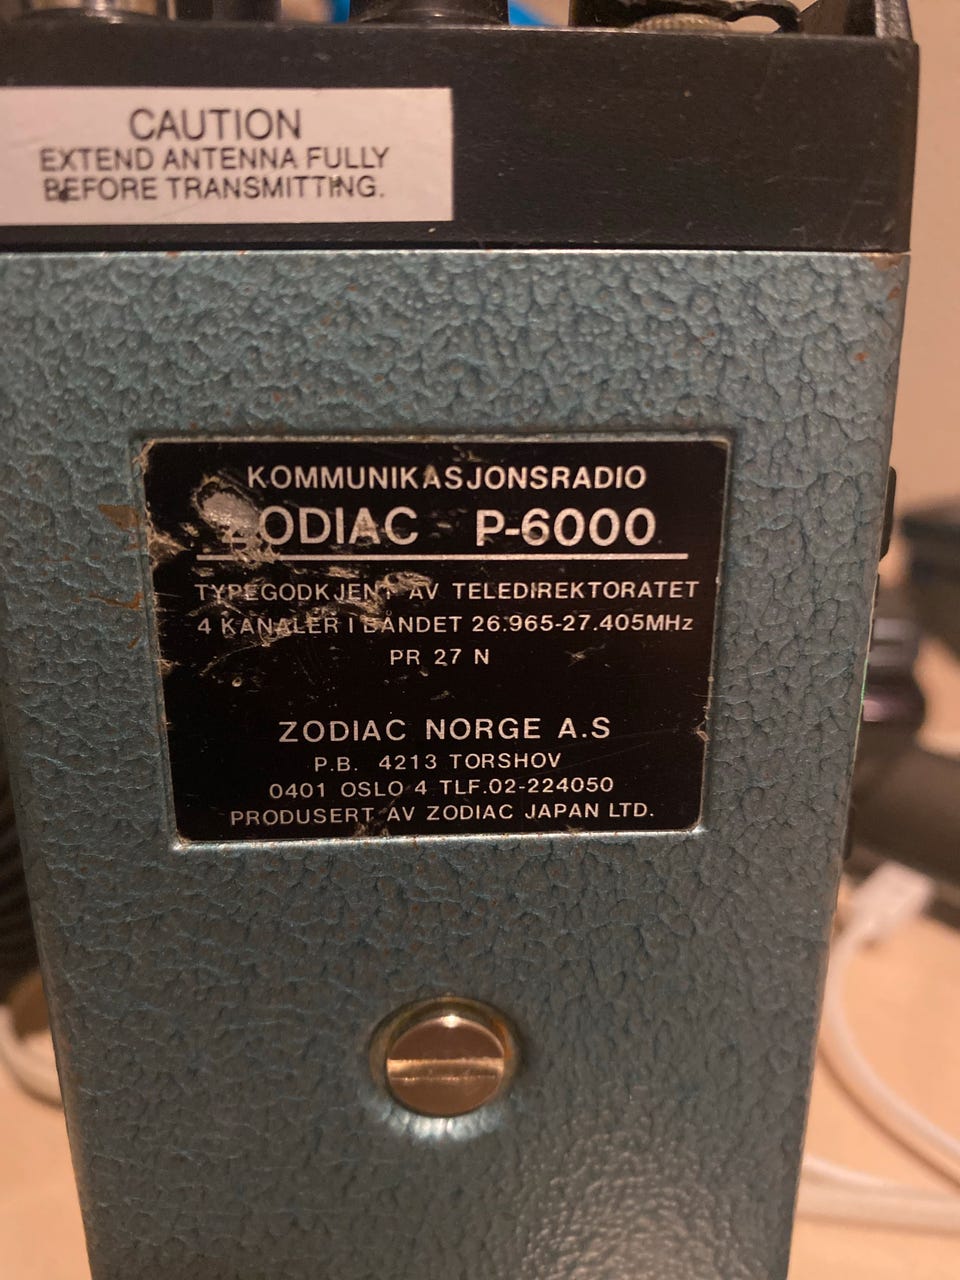 CAUTION
EXTEND ANTENNA FULLY
BEFORE TRANSMITTING.
KOMMUNIKASJONSRADIO
ZODIAC P-6000
TYPEGODKJENT AV TELEDIREKTORATET
4 KANALER I BÅNDET 26.965-27.405MHz
PR 27 N
ZODIAC NORGE A.S
P.B. 4213 TORSHOV
0401 OSLO 4 TLF.02-224050
PRODUSERT AV ZODIAC JAPAN LTD.